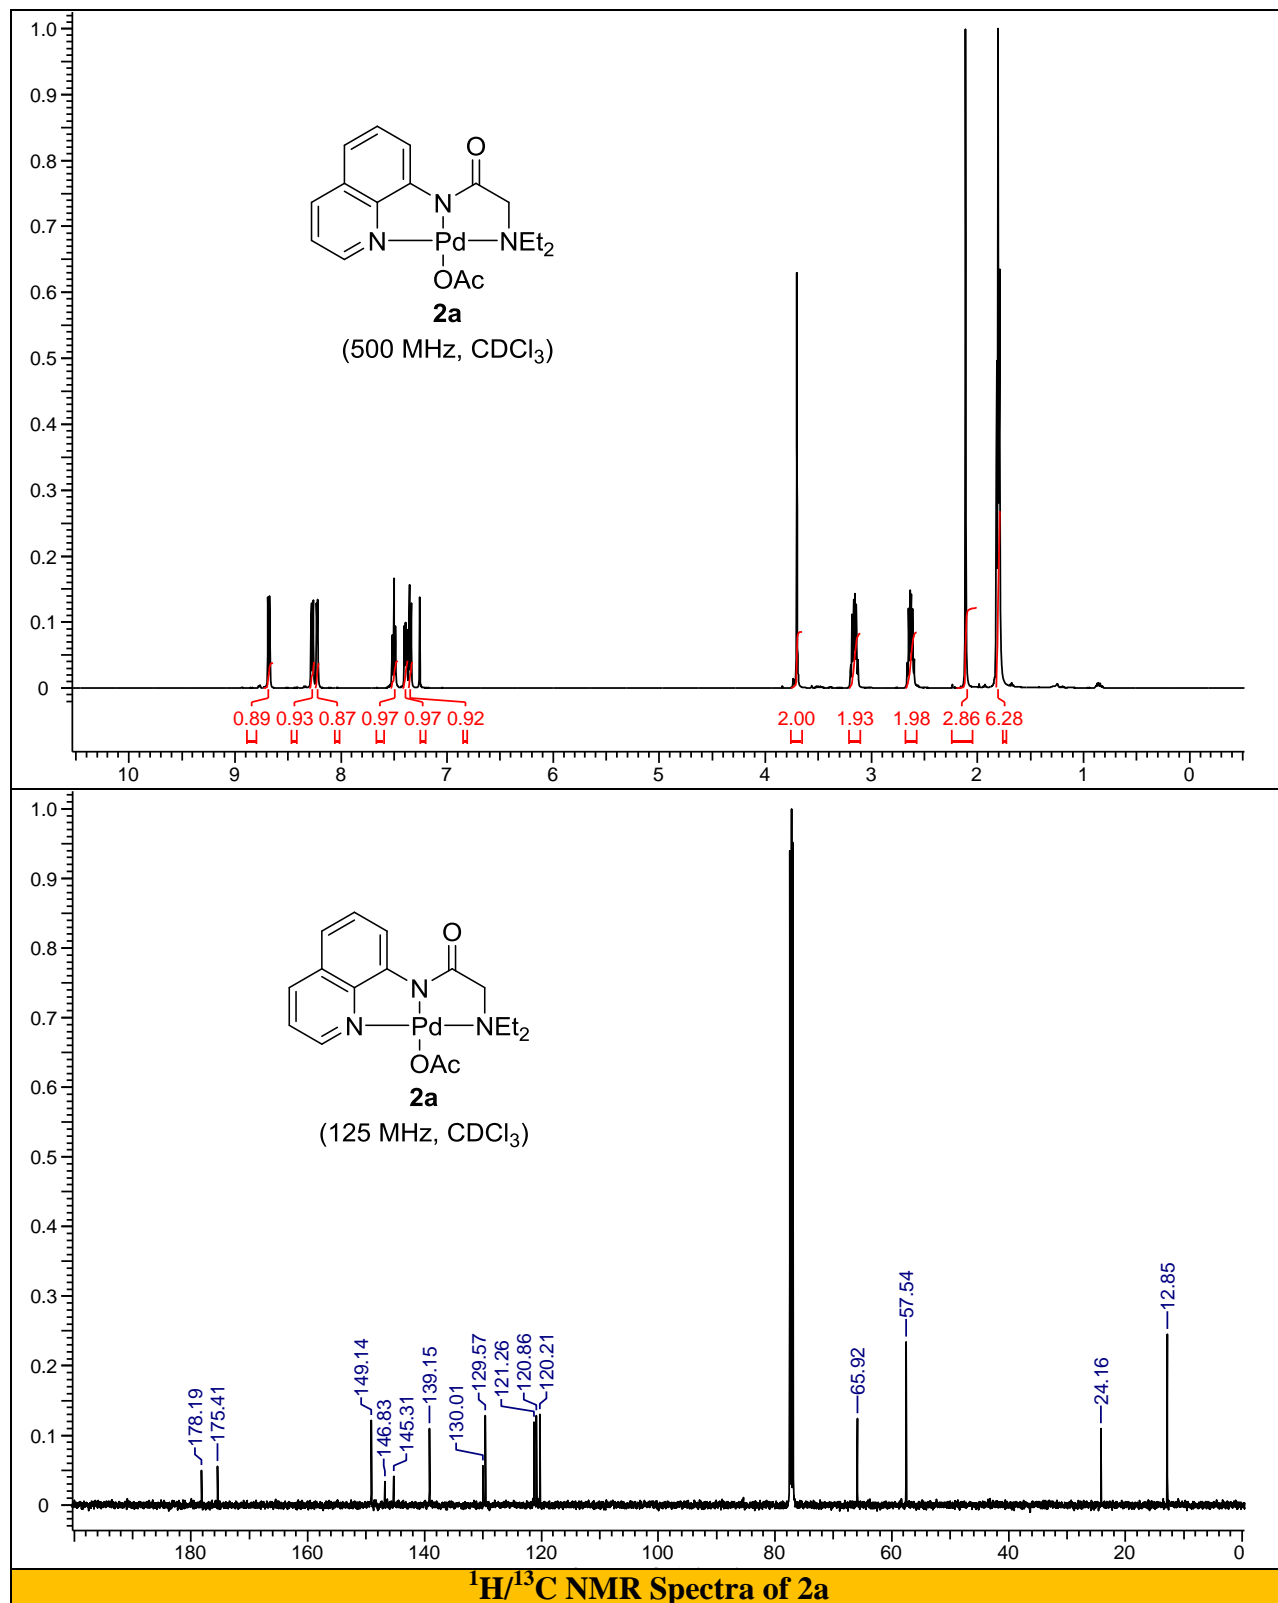 1.0
0.9
0.8
0.7
0.6
0.5
0.4
0.3
0.2
0.1
0
O
N
N Pd NEt2
OAc
2a
(500 MHz, CDCl3)
0.89 0.93 0.87 0.97 0.97 0.92 2.00 1.93 1.98 2.86 6.28
10 9 8 7 6 5 4 3 2 1 0
1.0
0.9
0.8
0.7
0.6
0.5
0.4
0.3
0.2
0.1
0
O
N
N Pd NEt2
OAc
2a
(125 MHz, CDCl3)
178.19
175.41
149.14
146.83
145.31
139.15
130.01
129.57
121.26
120.86
120.21
65.92
57.54
24.16
12.85
180 160 140 120 100 80 60 40 20 0
1H/13C NMR Spectra of 2a